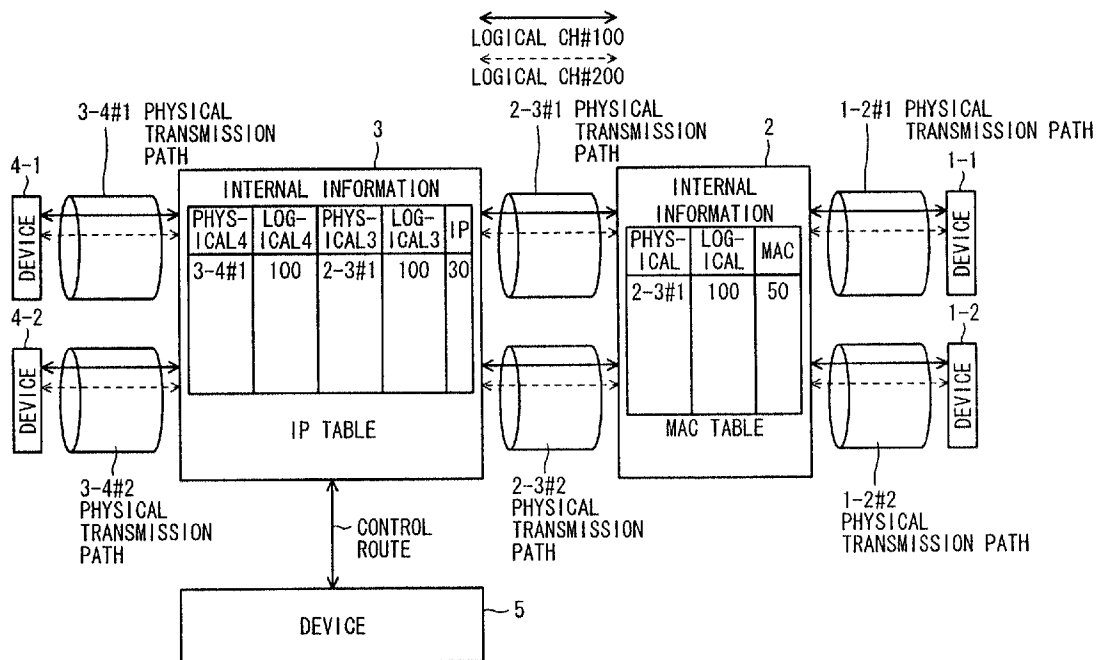 LOGICAL CH#100
LOGICAL CH#200
3-4#1 PHYSICAL
TRANSMISSION
PATH
2-3#1 PHYSICAL
TRANSMISSION
PATH
1-2#1 PHYSICAL
TRANSMISSION PATH
4-1
3
2
1-1
DEVICE
INTERNAL INFORMATION
PHYS-
ICAL4
LOG-
ICAL4
PHYS-
ICAL3
LOG-
ICAL3
IP
3-4#1
100
2-3#1
100
30
IP TABLE
INTERNAL
INFORMATION
PHYS-
ICAL
LOG-
ICAL
MAC
2-3#1
100
50
MAC TABLE
DEVICE
4-2
DEVICE
1-2
DEVICE
3-4#2
PHYSICAL
TRANSMISSION
PATH
2-3#2
PHYSICAL
TRANSMISSION
PATH
1-2#2
PHYSICAL
TRANSMISSION PATH
CONTROL
ROUTE
DEVICE
5